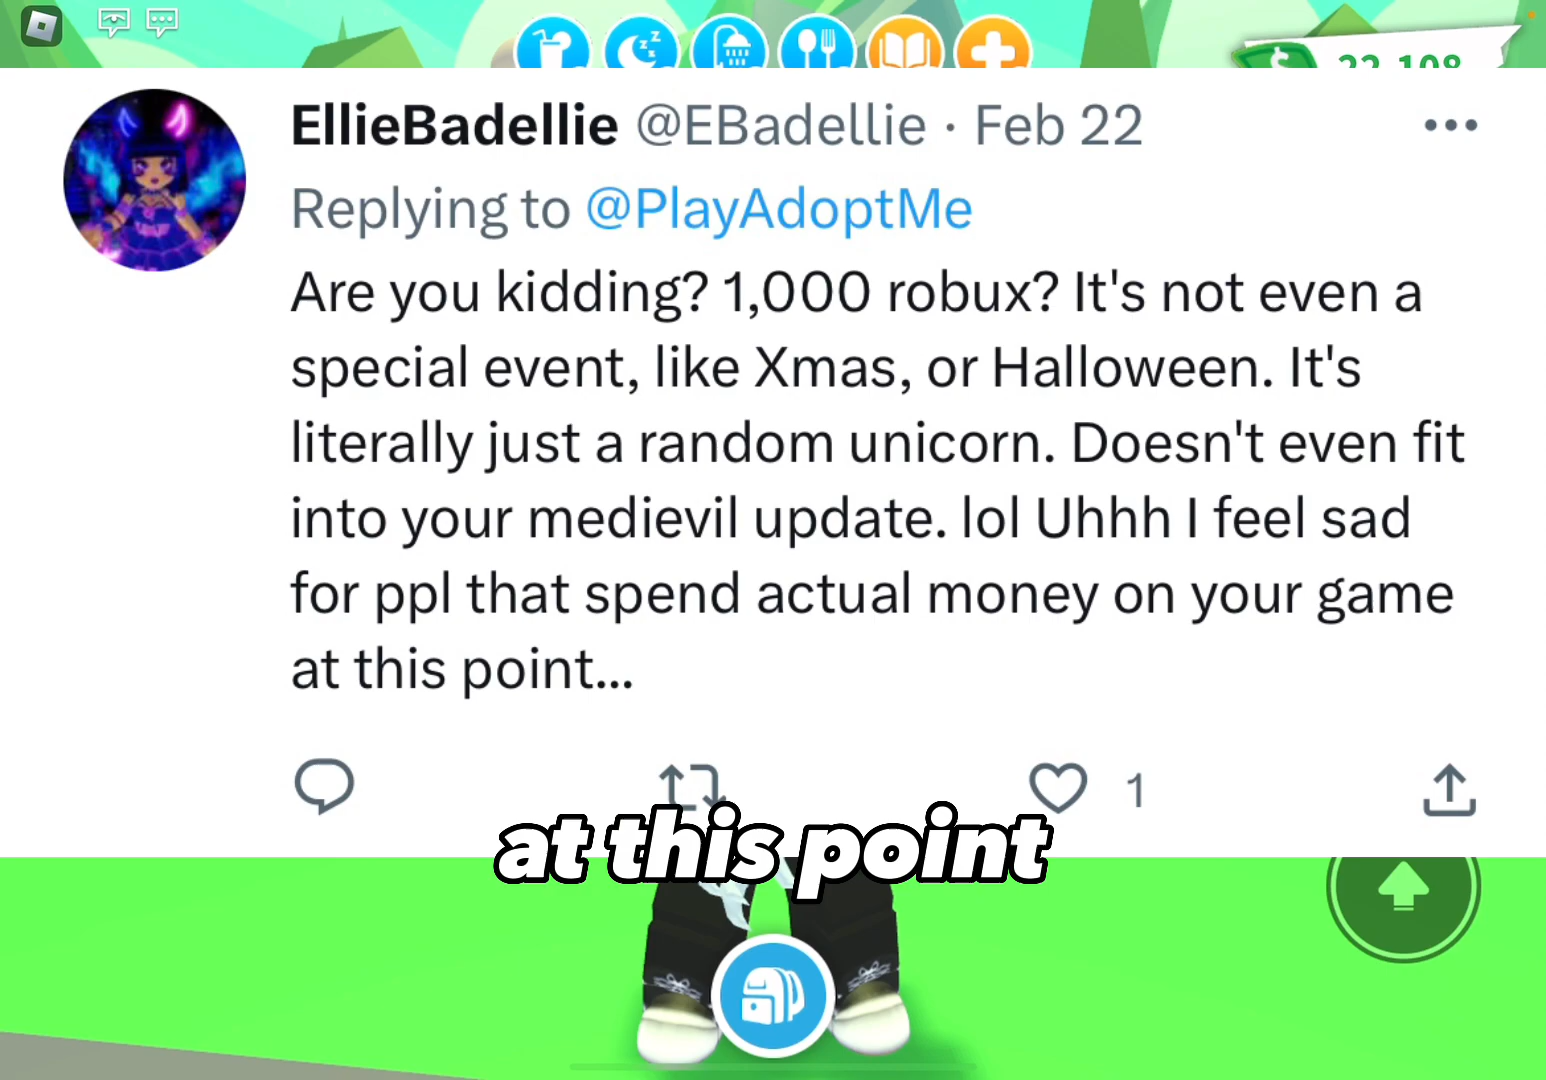 EllieBadellie @EBadellie · Feb 22
Replying to @PlayAdoptMe
Are you kidding? 1,000 robux? It's not even a
special event, like Xmas, or Halloween. It's
literally just a random unicorn. Doesn't even fit
into your medievil update. lol Uhhh I feel sad
for ppl that spend actual money on your game
at this point...
1
at this point